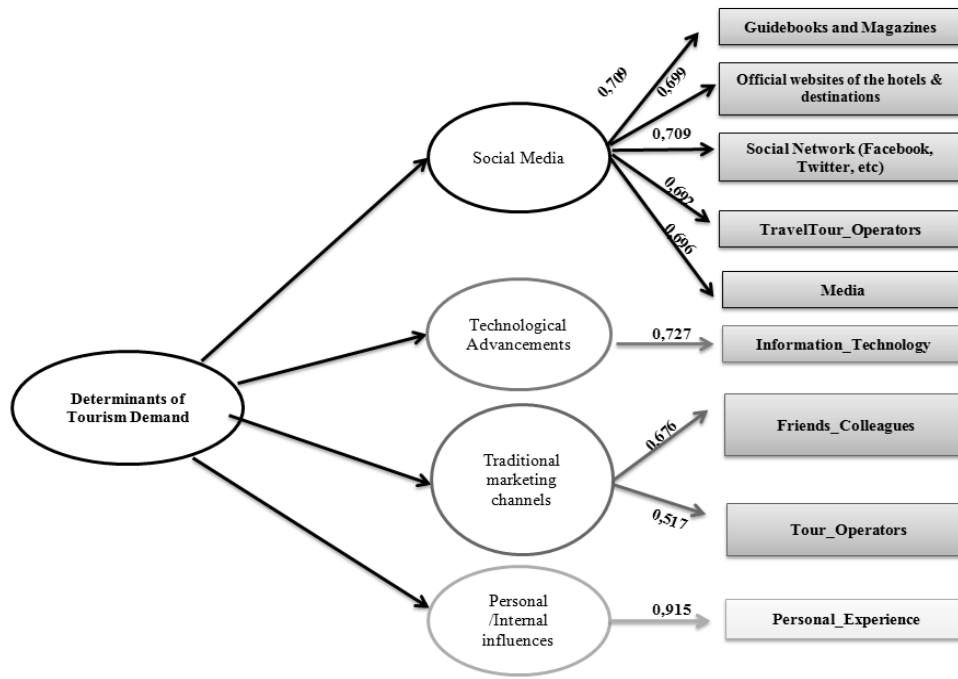 Guidebooks and Magazines
0,709
0,699
Official websites of the hotels &
destinations
Social Media
0,709
Social Network (Facebook,
Twitter, etc)
0,692
TravelTour_Operators
0,696
Media
Technological
Advancements
0,727
Information_Technology
Determinants of
Tourism Demand
Friends_Colleagues
0,676
Traditional
marketing
channels
0,517
Tour_Operators
Personal
/Internal
influences
0,915
Personal_Experience